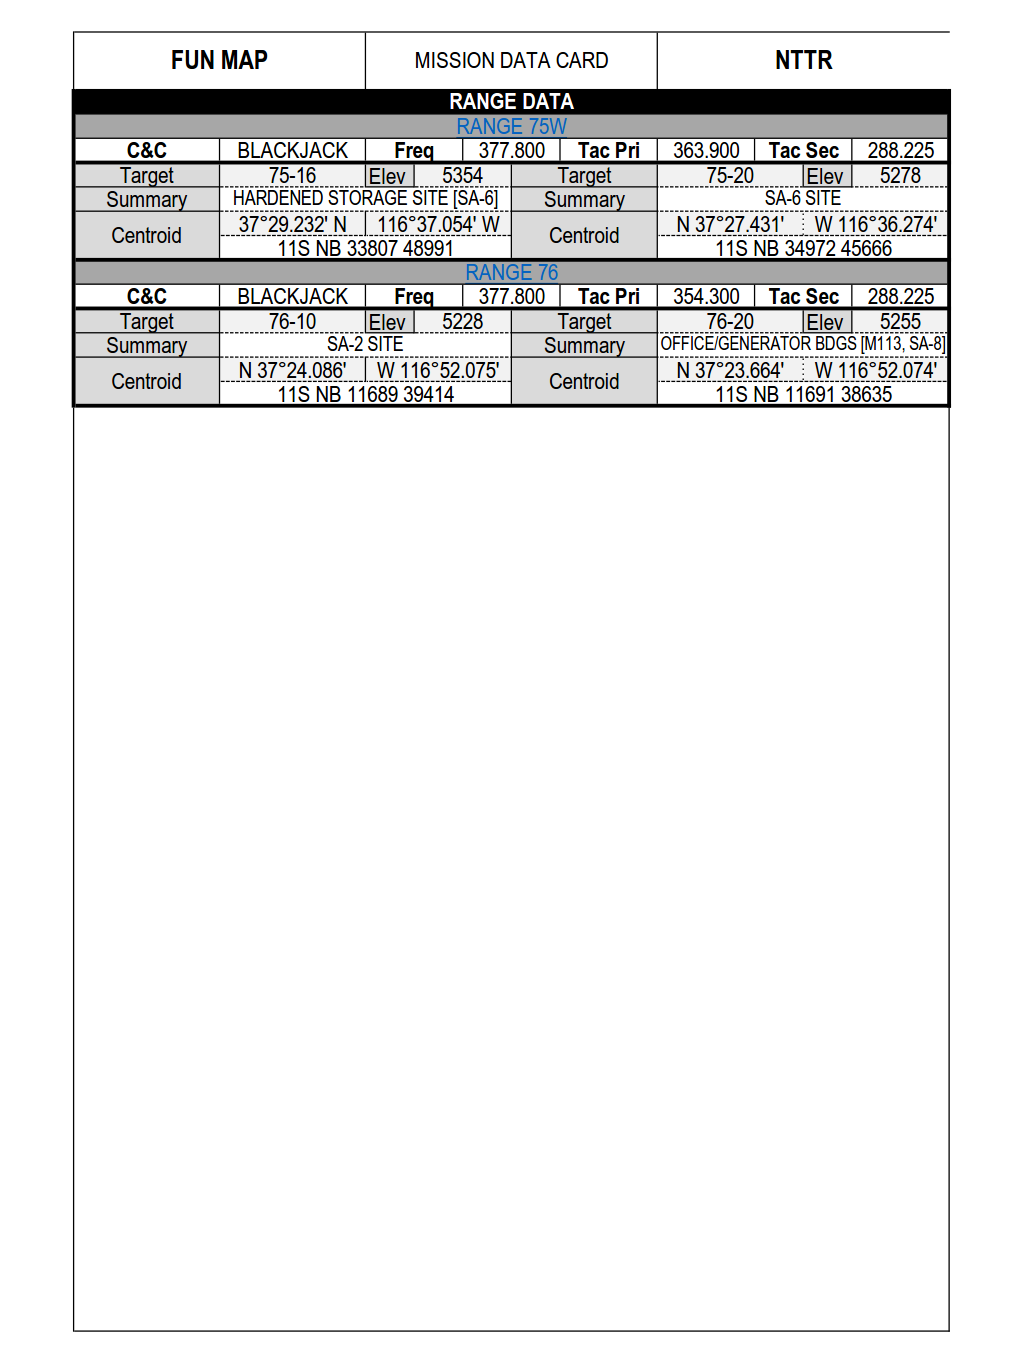 FUN MAP MISSION DATA CARD NTTR
RANGE DATA
RANGE 75W
C&C BLACKJACK Freq 377.800 Tac Pri 363.900 Tac Sec 288.225
Target 75-16 Elev 5354 Target 75-20 Elev 5278
Summary HARDENED STORAGE SITE [SA-6] Summary SA-6 SITE
Centroid 37°29.232' N 116°37.054' W Centroid N 37°27.431' W 116°36.274'
11S NB 33807 48991 11S NB 34972 45666
RANGE 76
C&C BLACKJACK Freq 377.800 Tac Pri 354.300 Tac Sec 288.225
Target 76-10 Elev 5228 Target 76-20 Elev 5255
Summary SA-2 SITE Summary OFFICE/GENERATOR BDGS [M113, SA-8]
Centroid N 37°24.086' W 116°52.075' Centroid N 37°23.664' W 116°52.074'
11S NB 11689 39414 11S NB 11691 38635